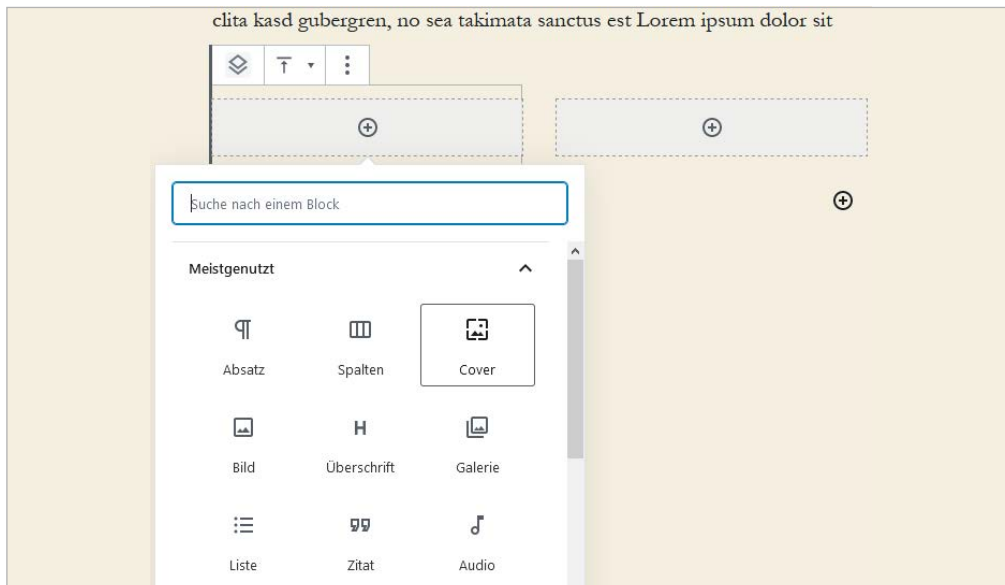 clita kasd gubergren, no sea takimata sanctus est Lorem ipsum dolor sit
Suche nach einem Block
Meistgenutzt
Absatz Spalten Cover
Bild Überschrift Galerie
Liste Zitat Audio